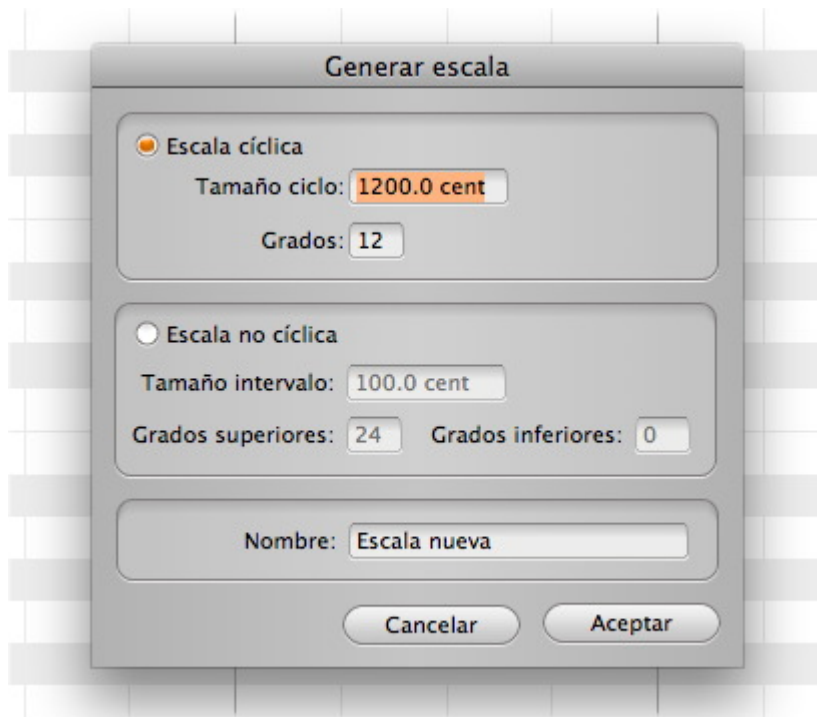 Generar escala
Escala cíclica
Tamaño ciclo: 1200.0 cent
Grados: 12
Escala no cíclica
Tamaño intervalo: 100.0 cent
Grados superiores: 24 Grados inferiores: 0
Nombre: Escala nueva
Cancelar Aceptar